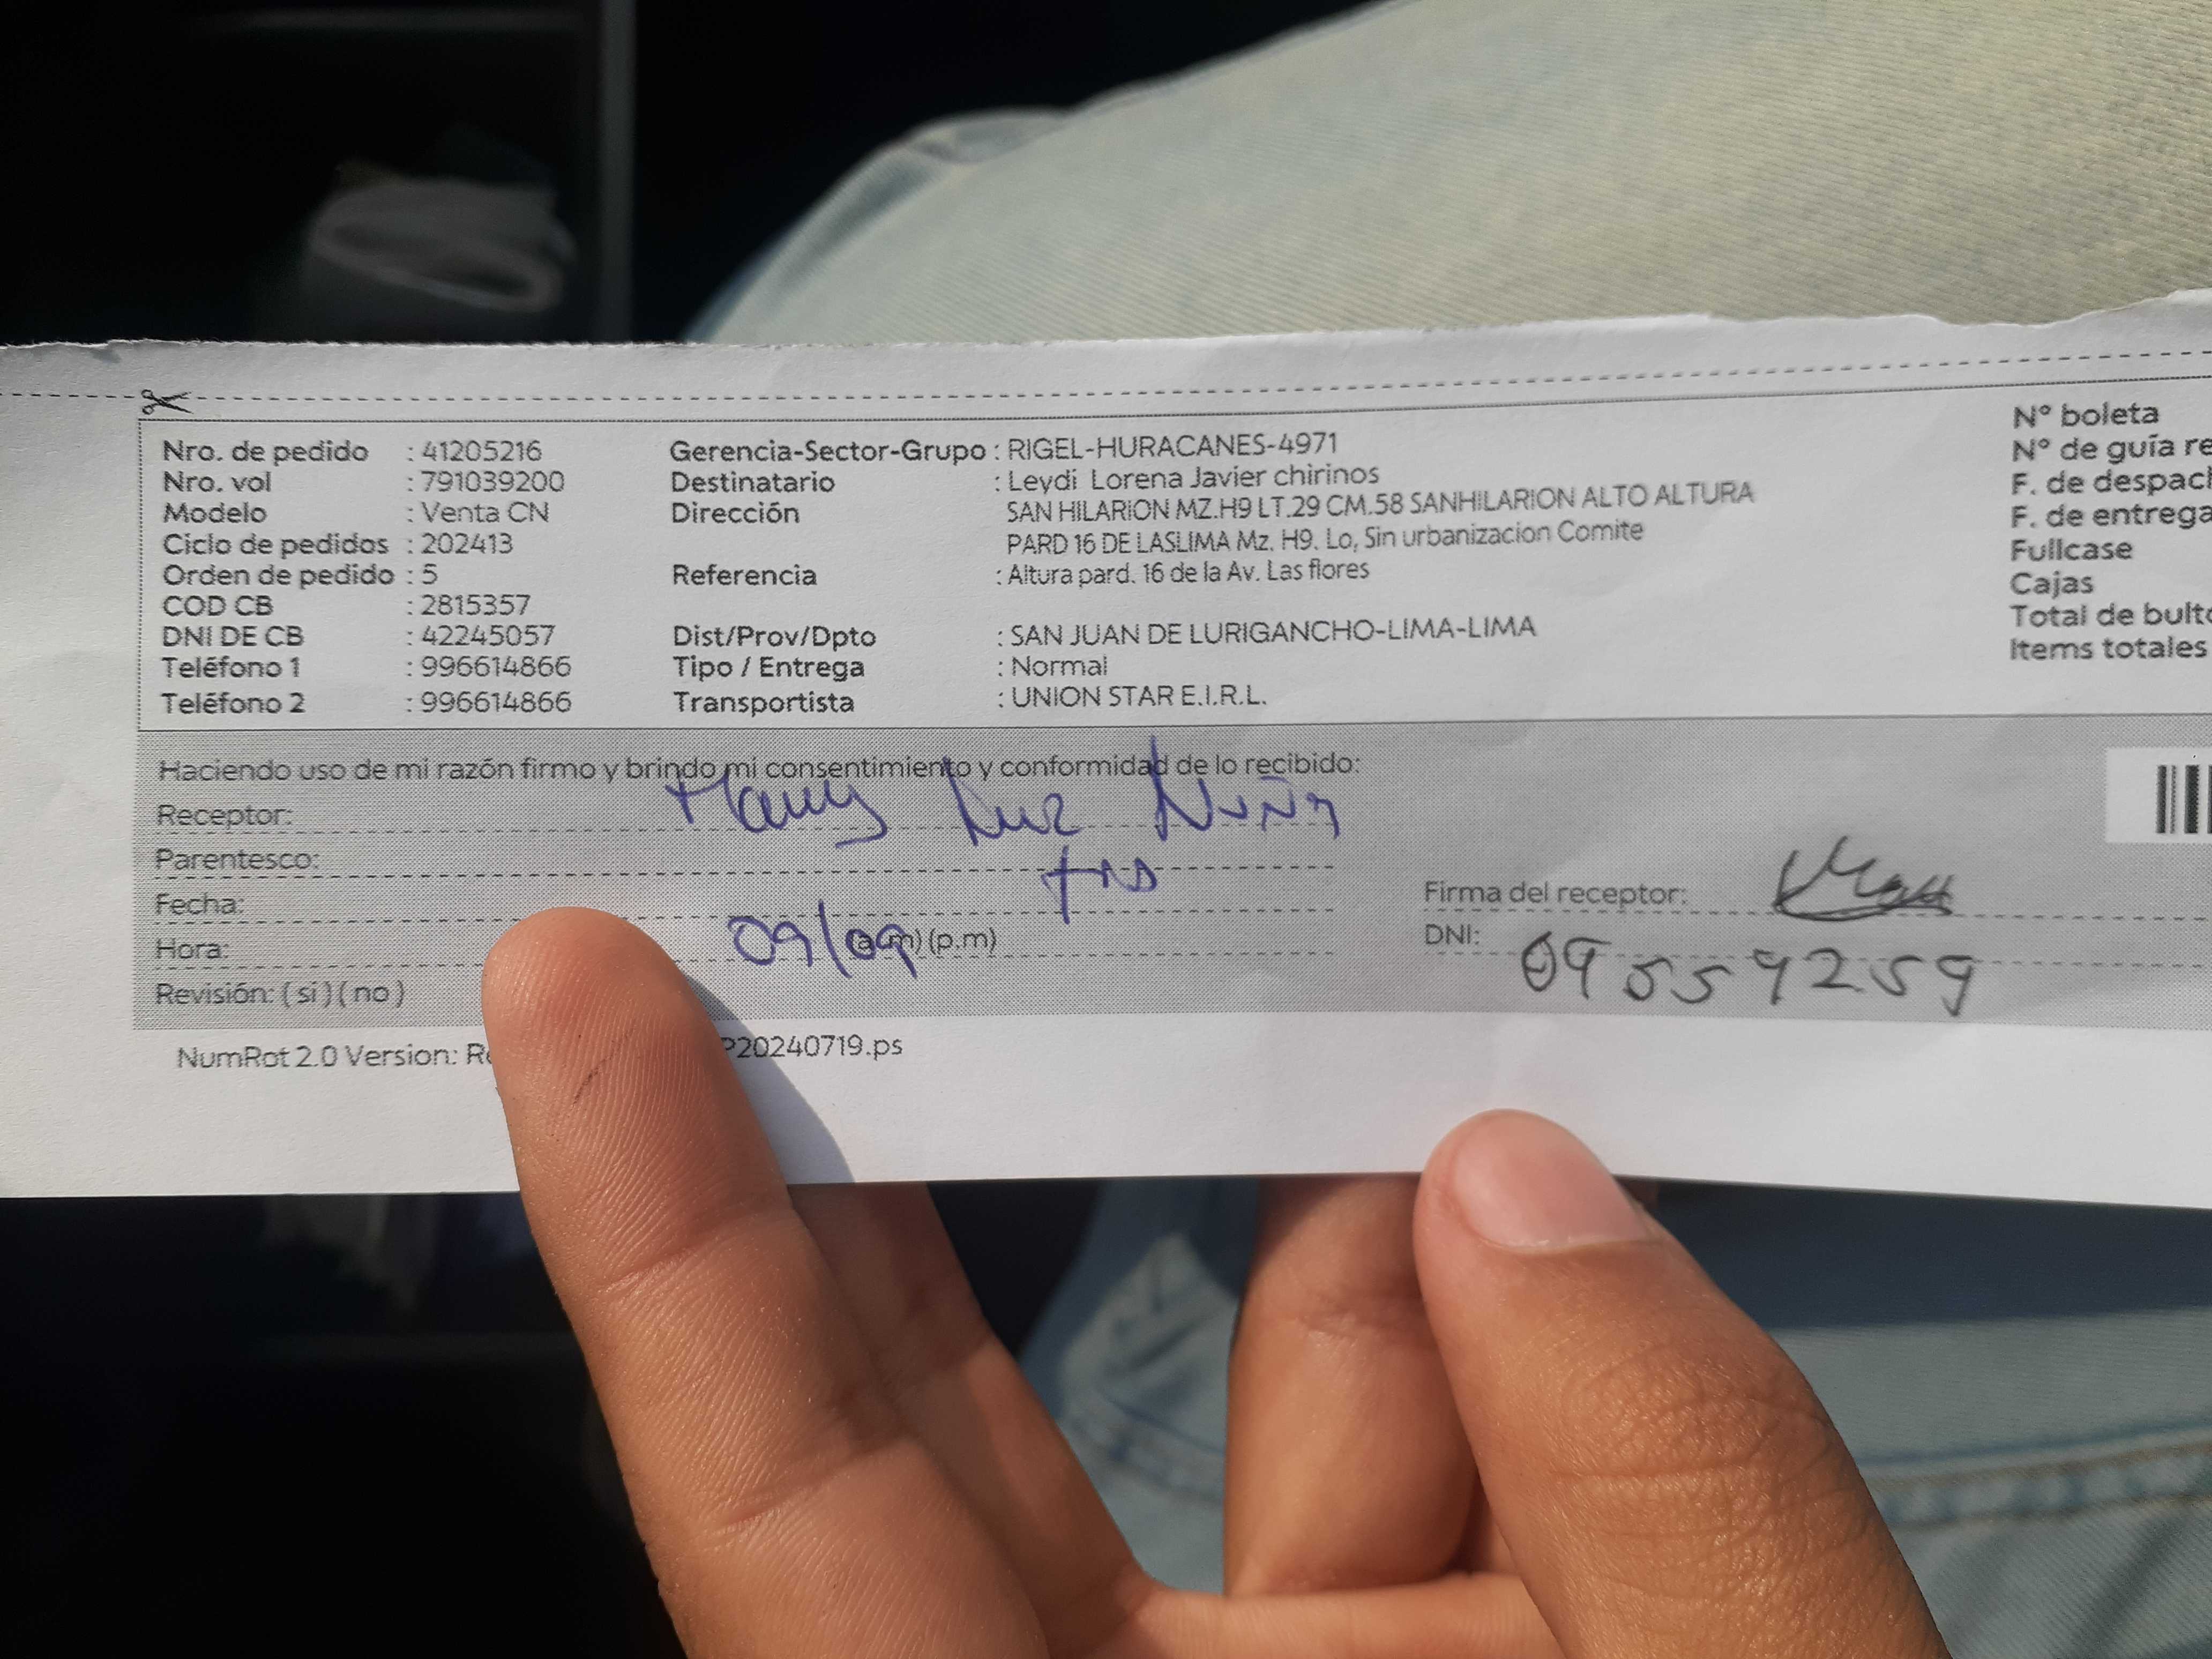 Nro. de pedido : 41205216 Gerencia-Sector-Grupo : RIGEL-HURACANES-4971 Nº boleta
Nro. vol : 791039200 Destinatario : Leydi Lorena Javier chirinos Nº de guía re
Modelo : Venta CN Dirección SAN HILARION MZ.H9 LT.29 CM.58 SANHILARION ALTO ALTURA F. de despach
Ciclo de pedidos : 202413 PARD 16 DE LASLIMA Mz. H9. Lo, Sin urbanizacion Comite F. de entrega
Orden de pedido : 5 Referencia : Altura pard. 16 de la Av. Las flores Fullcase
COD CB : 2815357 Cajas
DNI DE CB : 42245057 Dist/Prov/Dpto : SAN JUAN DE LURIGANCHO-LIMA-LIMA Total de bulto
Teléfono 1 : 996614866 Tipo / Entrega : Normal Items totales
Teléfono 2 : 996614866 Transportista : UNION STAR E.I.R.L.
Haciendo uso de mi razón firmo y brindo mi consentimiento y conformidad de lo recibido:
Receptor: Luz
Parentesco:
Fecha: 09/09 Firma del receptor:
Hora: (a.m) (p.m) DNI: 09559259
Revisión: ( si ) ( no )
NumRot 2.0 Version: P20240719.ps